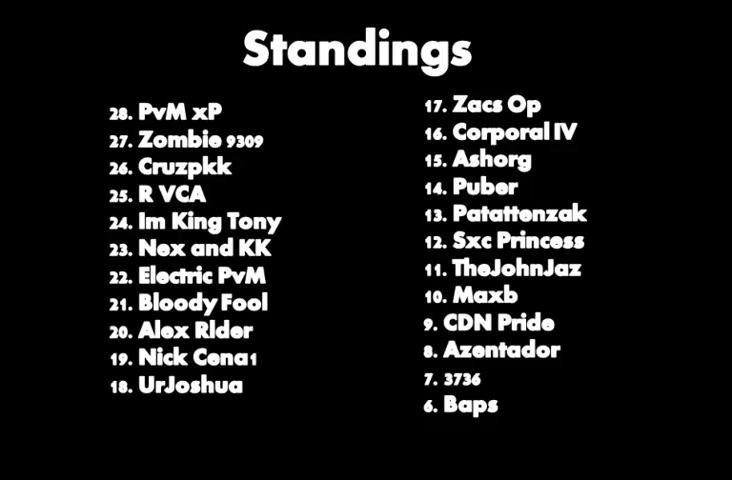 Standings
28. PvM xP
27. Zombie 9309
26. Cruzpkk
25. R VCA
24. Im King Tony
23. Nex and KK
22. Electric PvM
21. Bloody Fool
20. Alex RIder
19. Nick Cena1
18. UrJoshua
17. Zacs Op
16. Corporal IV
15. Ashorg
14. Puber
13. Patattenzak
12. Sxc Princess
11. TheJohnJaz
10. Maxb
9. CDN Pride
8. Azentador
7. 3736
6. Baps